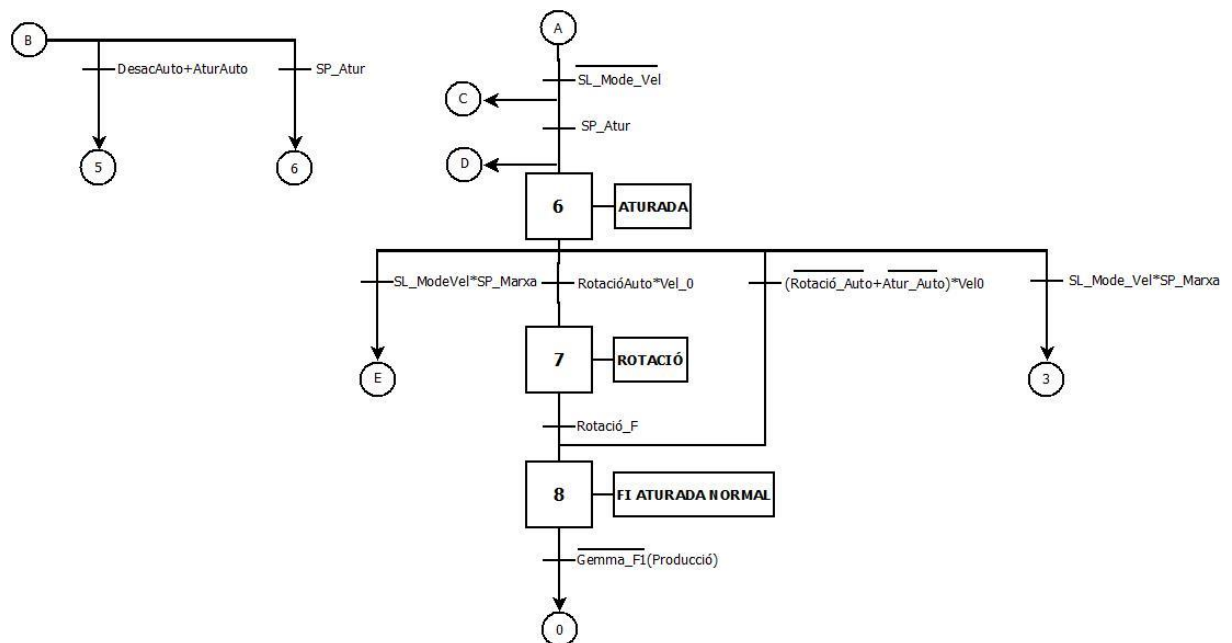 B
A
DesacAuto+AturAuto
SP_Atur
SL_Mode_Vel
C
SP_Atur
5
6
D
6
ATURADA
SL_ModeVel*SP_Marxa
RotacióAuto*Vel_0
(Rotació_Auto+Atur_Auto)*Vel0
SL_Mode_Vel*SP_Marxa
7
ROTACIÓ
E
3
Rotació_F
8
FI ATURADA NORMAL
Gemma_F1(Producció)
0